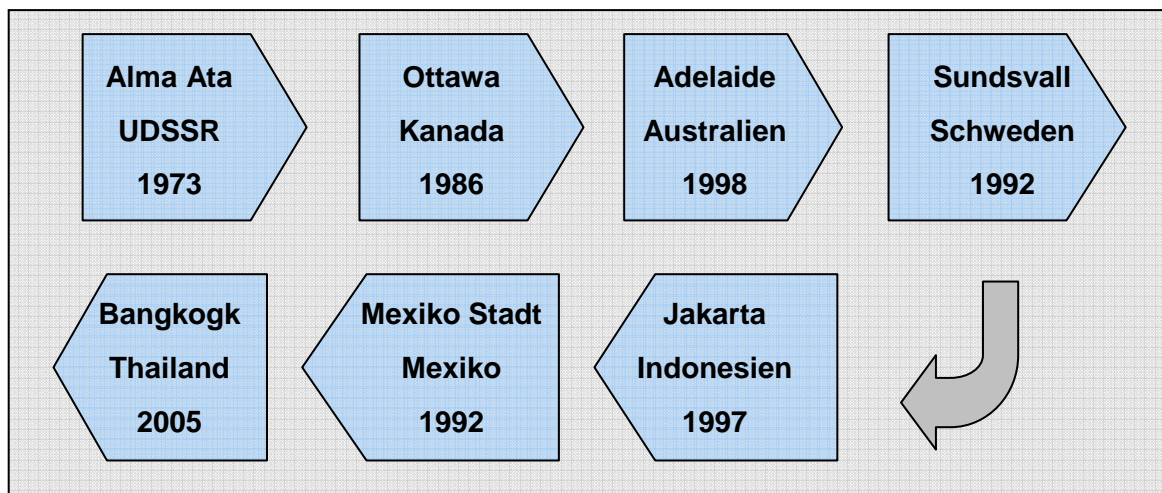 Alma Ata
UDSSR
1973
Ottawa
Kanada
1986
Adelaide
Australien
1998
Sundsvall
Schweden
1992
Jakarta
Indonesien
1997
Mexiko Stadt
Mexiko
1992
Bangkogk
Thailand
2005